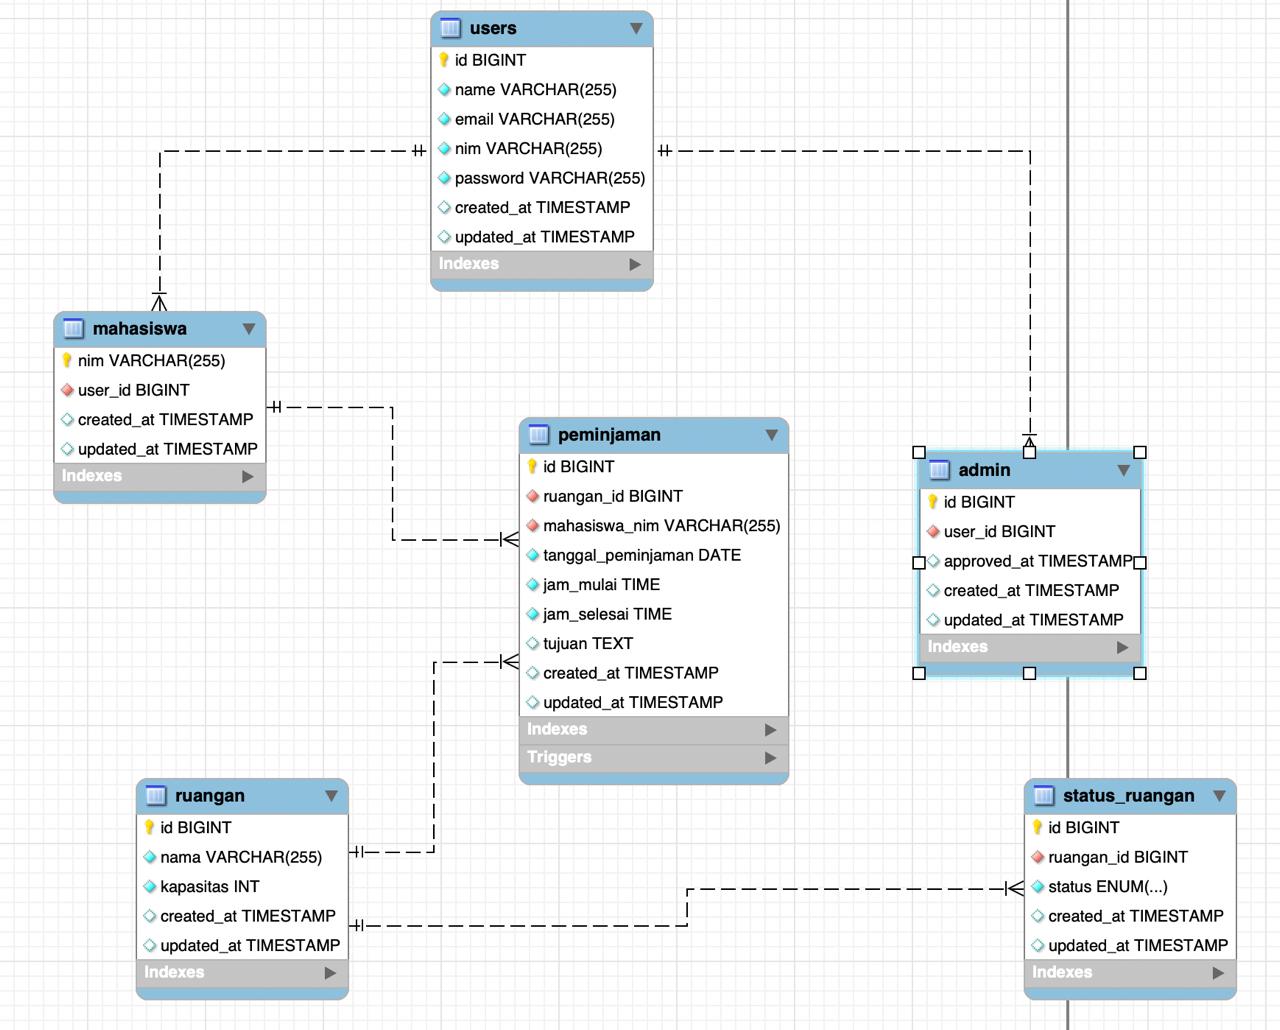 users
id BIGINT
name VARCHAR(255)
email VARCHAR(255)
nim VARCHAR(255)
password VARCHAR(255)
created_at TIMESTAMP
updated_at TIMESTAMP
Indexes
mahasiswa
nim VARCHAR(255)
user_id BIGINT
created_at TIMESTAMP
updated_at TIMESTAMP
Indexes
peminjaman
id BIGINT
ruangan_id BIGINT
mahasiswa_nim VARCHAR(255)
tanggal_peminjaman DATE
jam_mulai TIME
jam_selesai TIME
tujuan TEXT
created_at TIMESTAMP
updated_at TIMESTAMP
Indexes
Triggers
admin
id BIGINT
user_id BIGINT
approved_at TIMESTAMP
created_at TIMESTAMP
updated_at TIMESTAMP
Indexes
ruangan
id BIGINT
nama VARCHAR(255)
kapasitas INT
created_at TIMESTAMP
updated_at TIMESTAMP
Indexes
status_ruangan
id BIGINT
ruangan_id BIGINT
status ENUM(...)
created_at TIMESTAMP
updated_at TIMESTAMP
Indexes